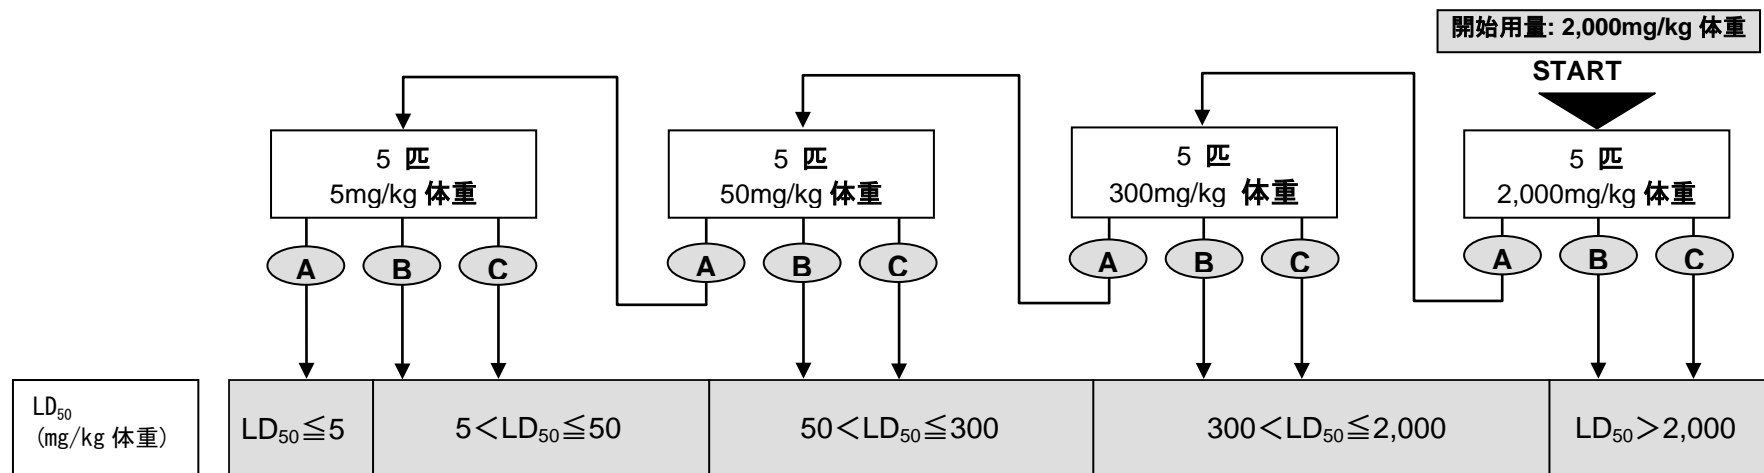 開始用量: 2,000mg/kg 体重
START
5 匹
5mg/kg 体重
5 匹
50mg/kg 体重
5 匹
300mg/kg 体重
5 匹
2,000mg/kg 体重
A B C A B C A B C A B C
LD₅₀
(mg/kg 体重)
LD₅₀≦5
5<LD₅₀≦50
50<LD₅₀≦300
300<LD₅₀≦2,000
LD₅₀>2,000